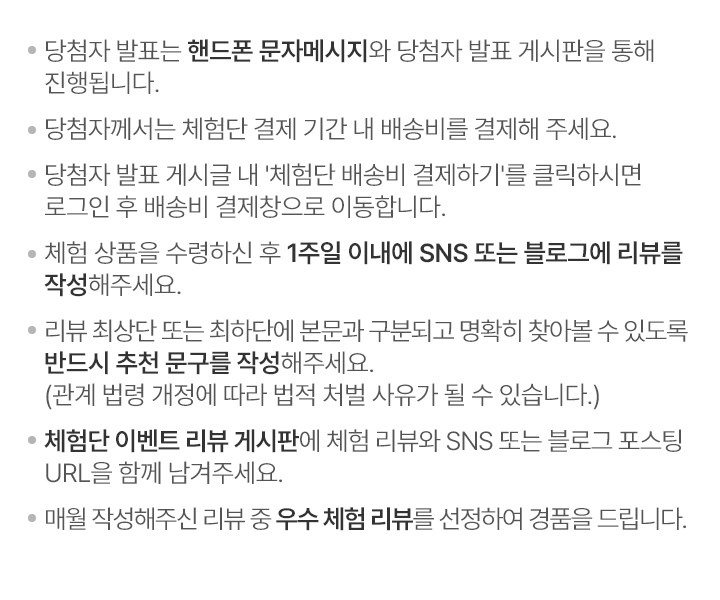 • 당첨자 발표는 핸드폰 문자메시지와 당첨자 발표 게시판을 통해
진행됩니다.
• 당첨자께서는 체험단 결제 기간 내 배송비를 결제해 주세요.
• 당첨자 발표 게시글 내 '체험단 배송비 결제하기'를 클릭하시면
로그인 후 배송비 결제창으로 이동합니다.
• 체험 상품을 수령하신 후 1주일 이내에 SNS 또는 블로그에 리뷰를
작성해주세요.
• 리뷰 최상단 또는 최하단에 본문과 구분되고 명확히 찾아볼 수 있도록
반드시 추천 문구를 작성해주세요.
(관계 법령 개정에 따라 법적 처벌 사유가 될 수 있습니다.)
• 체험단 이벤트 리뷰 게시판에 체험 리뷰와 SNS 또는 블로그 포스팅
URL을 함께 남겨주세요.
• 매월 작성해주신 리뷰 중 우수 체험 리뷰를 선정하여 경품을 드립니다.